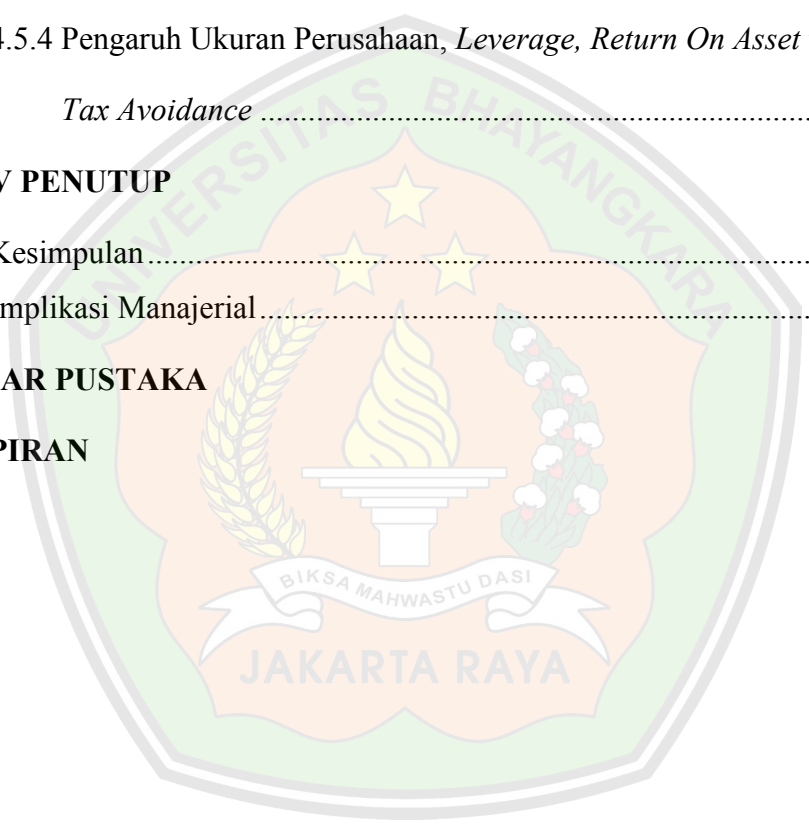 4.5.4 Pengaruh Ukuran Perusahaan, Leverage, Return On Asset
Tax Avoidance ......................................................................
V PENUTUP
Kesimpulan ....................................................................................
mplikasi Manajerial ......................................................................
AR PUSTAKA
PIRAN
UNIVERSITAS BHAYANGKARA
BIKSA MAHWASTU DASI
JAKARTA RAYA